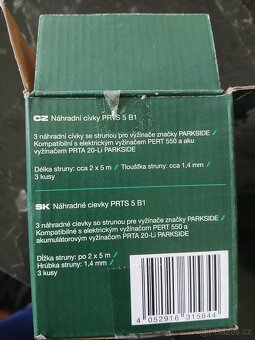 CZ Náhradní cívky PRTS 5 B1
3 náhradní cívky se strunou pro vyžínače značky PARKSIDE /
Kompatibilní s elektrickým vyžínačem PERT 550 a aku
vyžínačem PRTA 20-Li PARKSIDE
Délka struny: cca 2 x 5 m / Tloušťka struny: cca 1,4 mm /
3 kusy
SK Náhradné cievky PRTS 5 B1
3 náhradné cievky so strunou pre vyžínače značky PARKSIDE /
Kompatibilné s elektrickým vyžínačom PERT 550 a
akumulátorovým vyžínačom PRTA 20-Li PARKSIDE
Dĺžka struny: po 2 x 5 m /
Hrúbka struny: 1,4 mm /
3 kusy
4 052916 315644